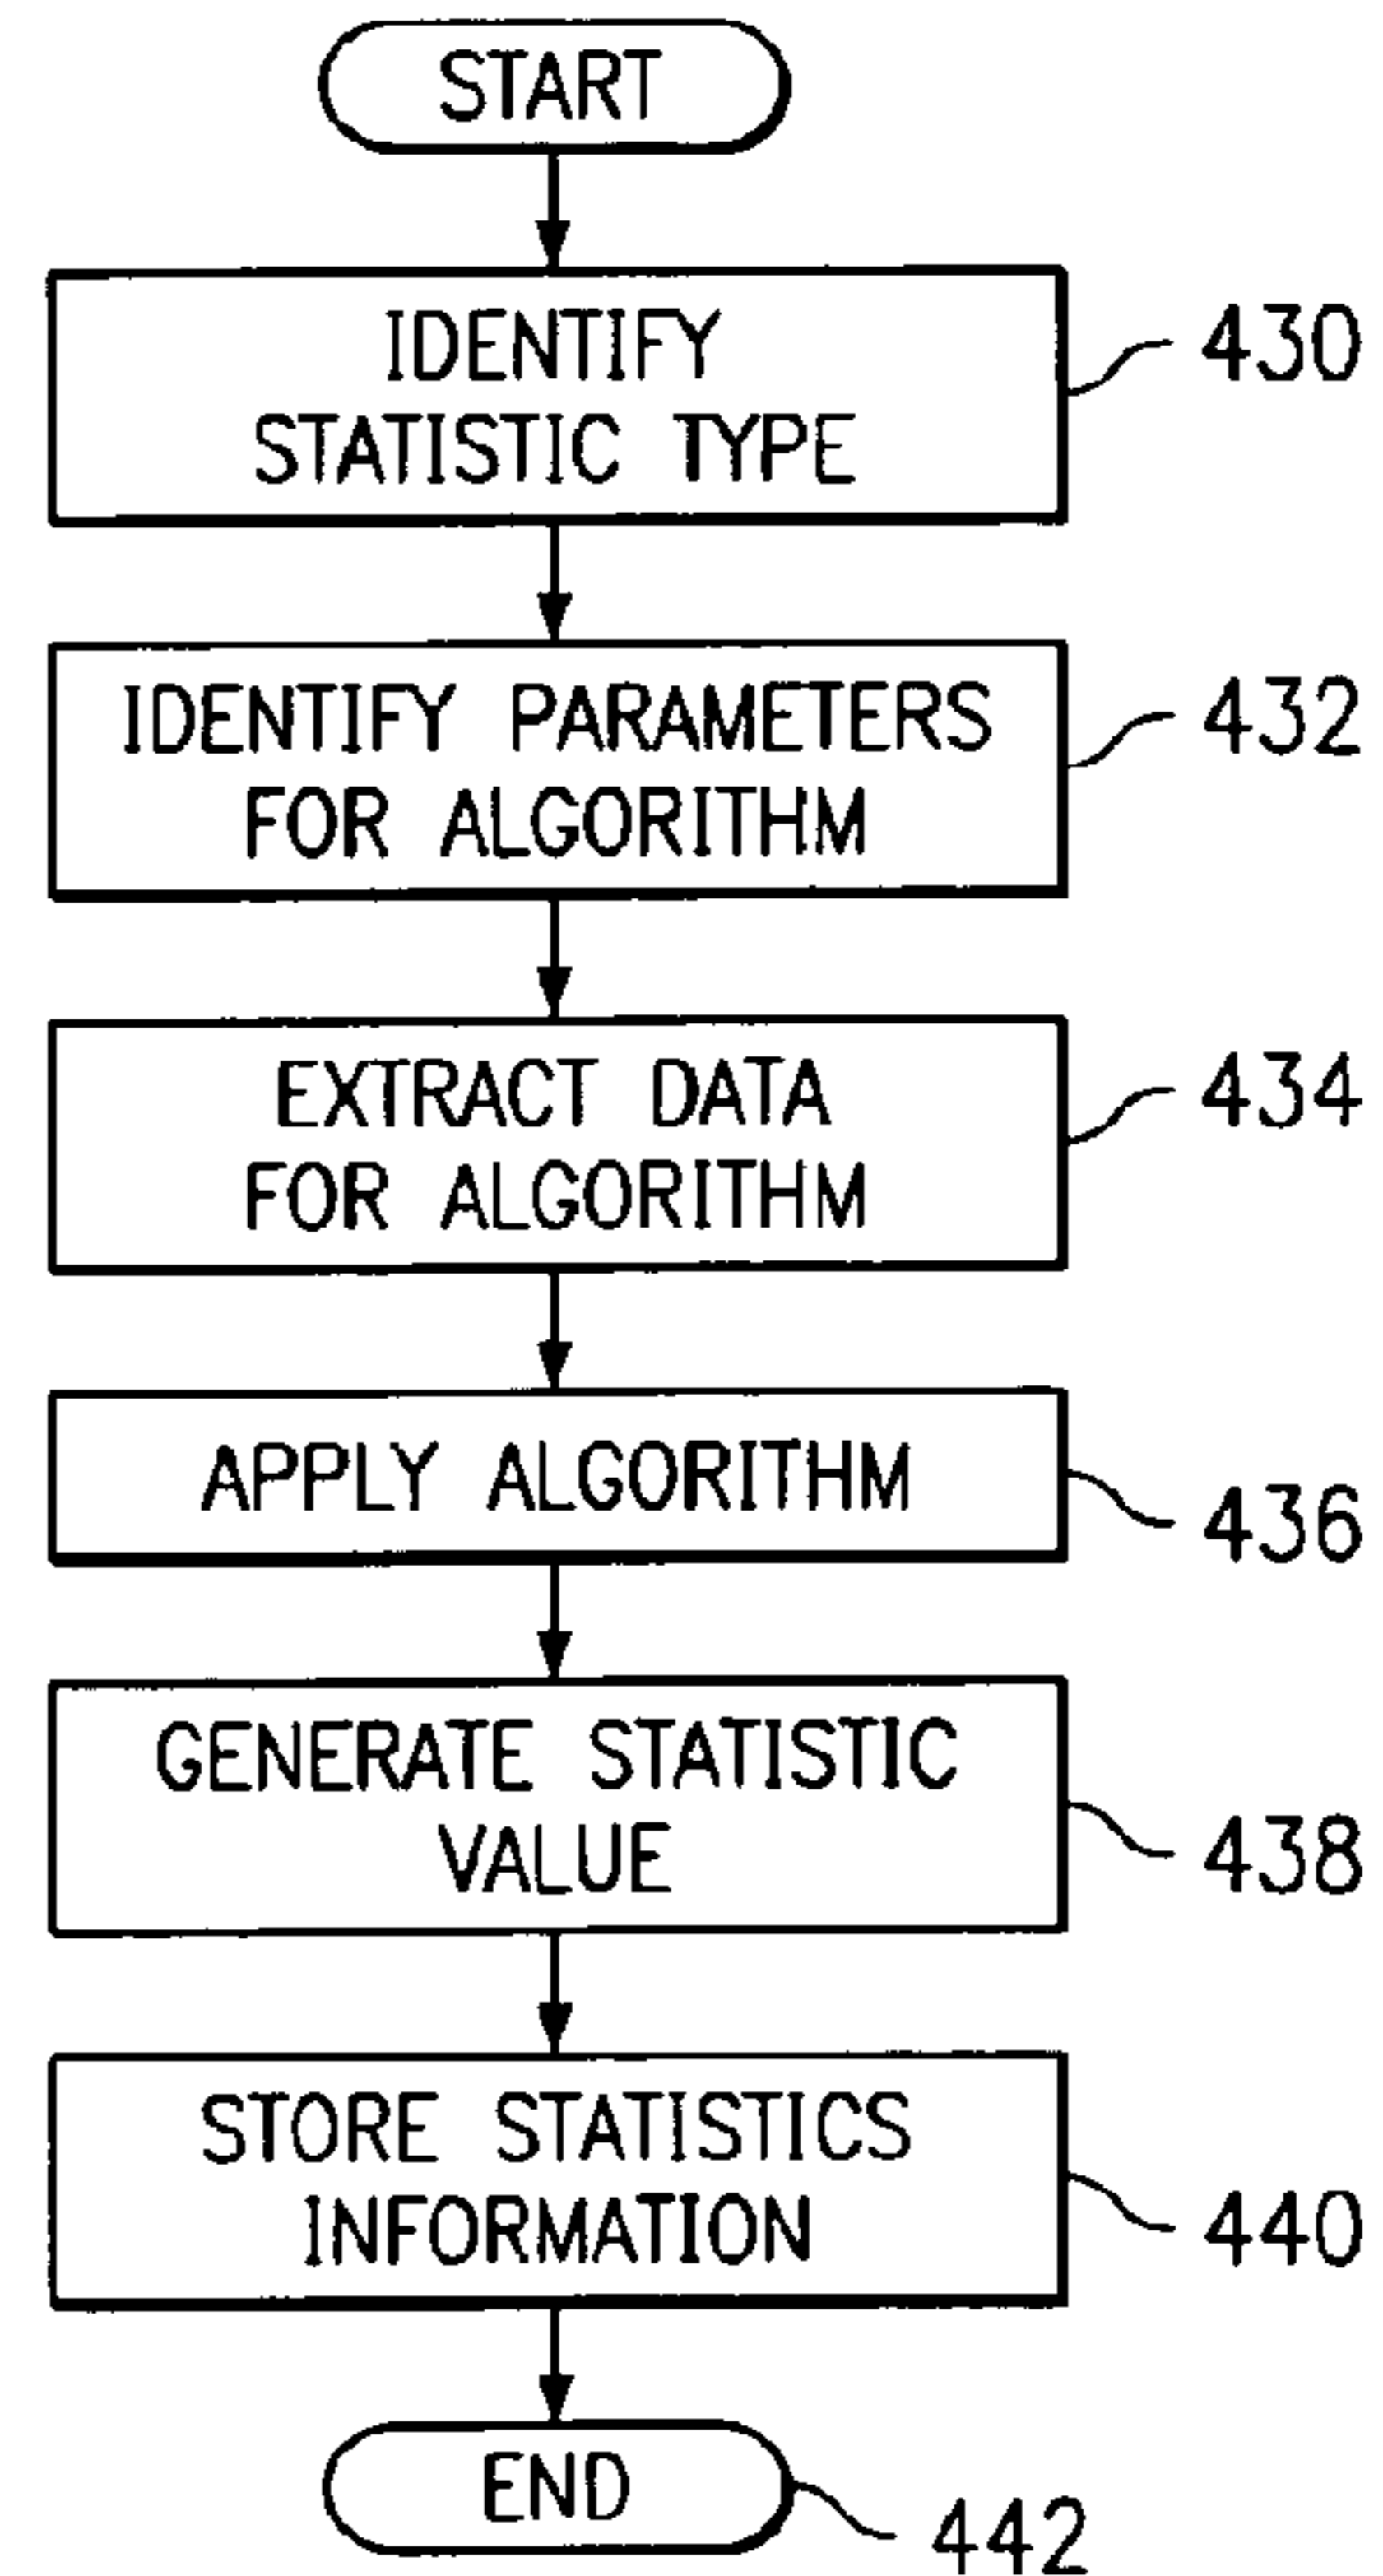 START
IDENTIFY
STATISTIC TYPE
430
IDENTIFY PARAMETERS
FOR ALGORITHM
432
EXTRACT DATA
FOR ALGORITHM
434
APPLY ALGORITHM
436
GENERATE STATISTIC
VALUE
438
STORE STATISTICS
INFORMATION
440
END
442